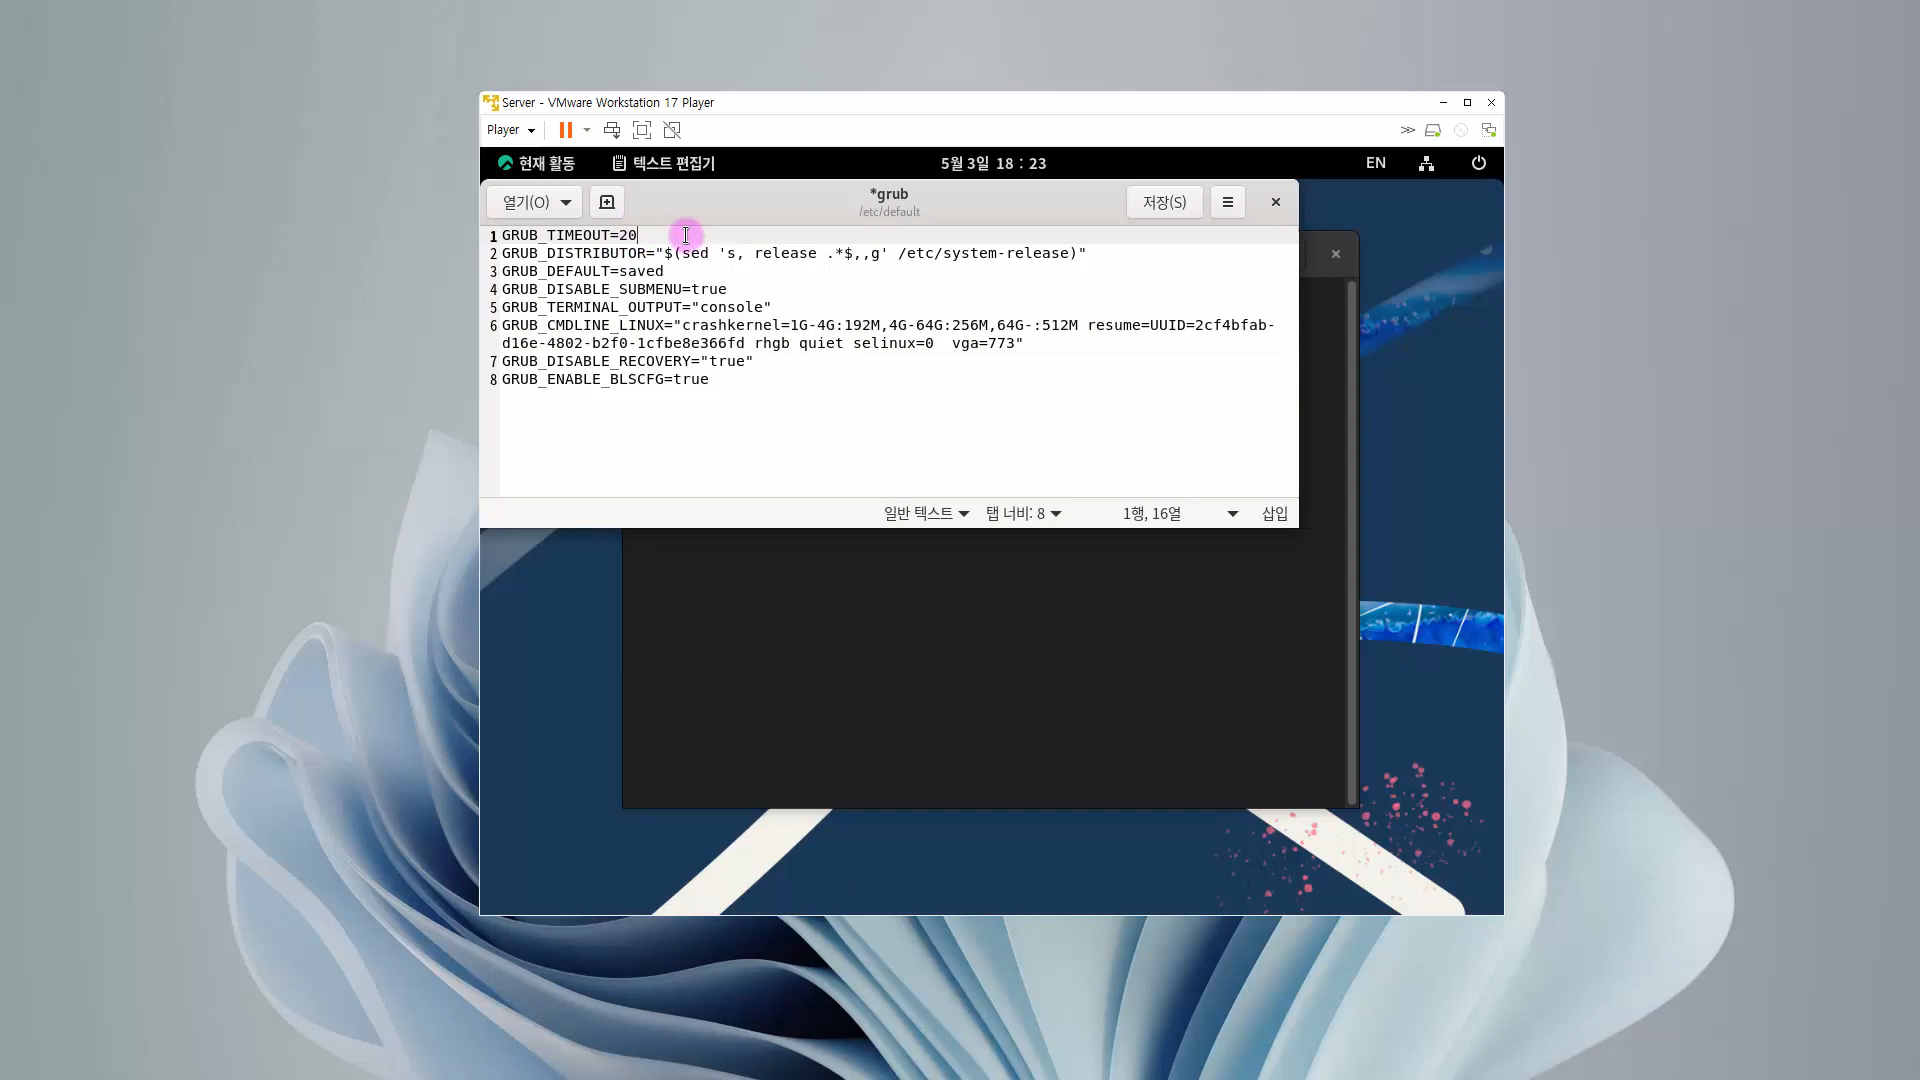 Server - VMware Workstation 17 Player
Player
현재 활동 텍스트 편집기 5월 3일 18 : 23 EN
열기(O) *grub 저장(S)
/etc/default
1 GRUB_TIMEOUT=20
2 GRUB_DISTRIBUTOR="$(sed 's, release .*$,,g' /etc/system-release)"
3 GRUB_DEFAULT=saved
4 GRUB_DISABLE_SUBMENU=true
5 GRUB_TERMINAL_OUTPUT="console"
6 GRUB_CMDLINE_LINUX="crashkernel=1G-4G:192M,4G-64G:256M,64G-:512M resume=UUID=2cf4bfab-
d16e-4802-b2f0-1cfbe8e366fd rhgb quiet selinux=0  vga=773"
7 GRUB_DISABLE_RECOVERY="true"
8 GRUB_ENABLE_BLSCFG=true
일반 텍스트 탭 너비: 8 1행, 16열 삽입